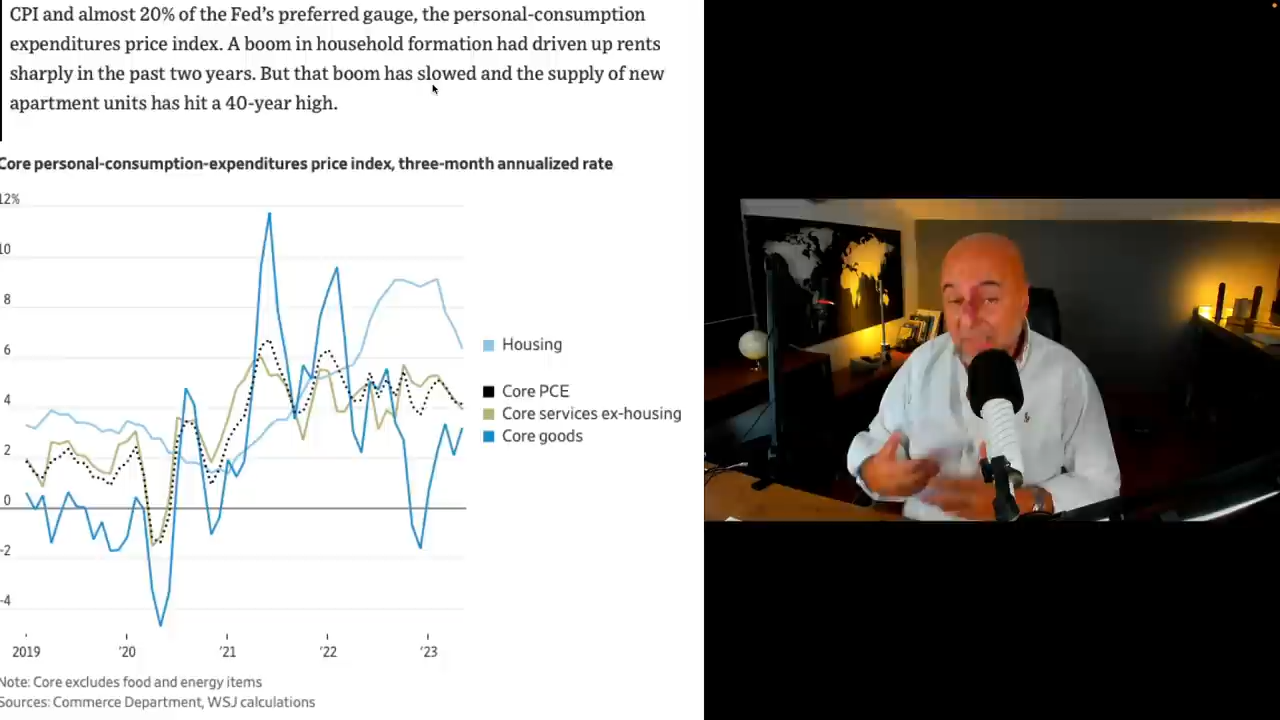 CPI and almost 20% of the Fed's preferred gauge, the personal-consumption
expenditures price index. A boom in household formation had driven up rents
sharply in the past two years. But that boom has slowed and the supply of new
apartment units has hit a 40-year high.
Core personal-consumption-expenditures price index, three-month annualized rate
12%
10
8
6
4
2
0
-2
-4
Housing
Core PCE
Core services ex-housing
Core goods
2019 '20 '21 '22 '23
Note: Core excludes food and energy items
Sources: Commerce Department, WSJ calculations